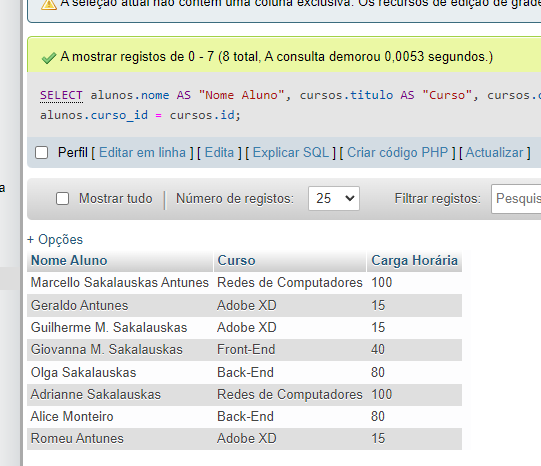 A seleção atual não contém uma coluna exclusiva. Os recursos de edição de grade
A mostrar registos de 0 - 7 (8 total, A consulta demorou 0,0053 segundos.)
SELECT alunos.nome AS "Nome Aluno", cursos.titulo AS "Curso", cursos.c
alunos.curso_id = cursos.id;
Perfil [ Editar em linha ] [ Edita ] [ Explicar SQL ] [ Criar código PHP ] [ Actualizar ]
a
Mostrar tudo | Número de registos: 25 Filtrar registos: Pesquis
+ Opções
Nome Aluno Curso Carga Horária
Marcello Sakalauskas Antunes Redes de Computadores 100
Geraldo Antunes Adobe XD 15
Guilherme M. Sakalauskas Adobe XD 15
Giovanna M. Sakalauskas Front-End 40
Olga Sakalauskas Back-End 80
Adrianne Sakalauskas Redes de Computadores 100
Alice Monteiro Back-End 80
Romeu Antunes Adobe XD 15